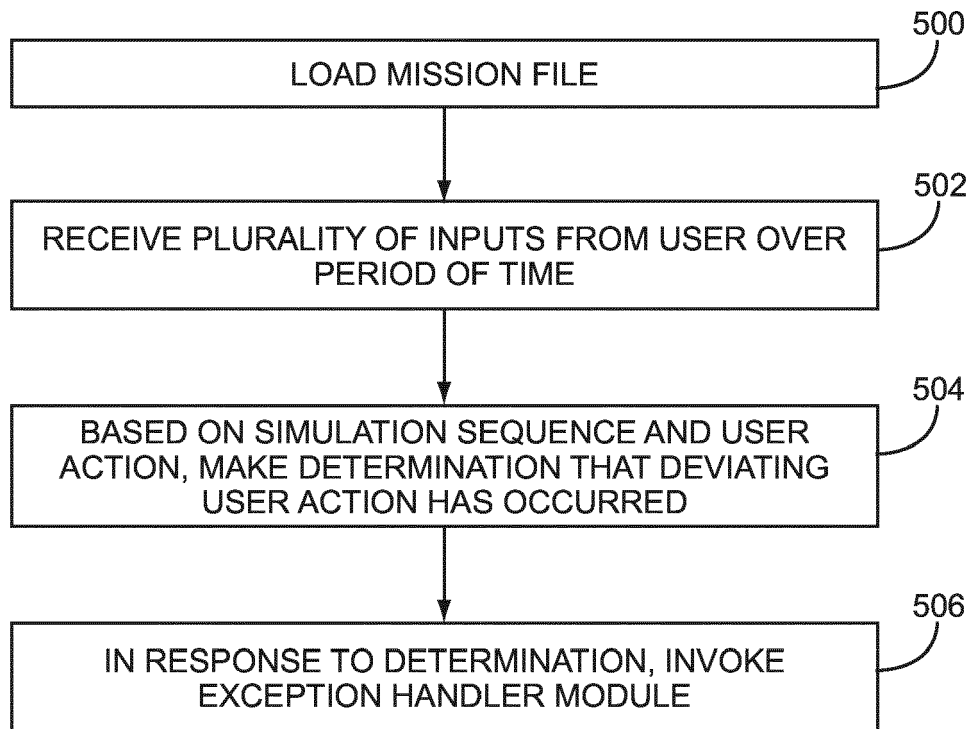 500
LOAD MISSION FILE
502
RECEIVE PLURALITY OF INPUTS FROM USER OVER
PERIOD OF TIME
504
BASED ON SIMULATION SEQUENCE AND USER
ACTION, MAKE DETERMINATION THAT DEVIATING
USER ACTION HAS OCCURRED
506
IN RESPONSE TO DETERMINATION, INVOKE
EXCEPTION HANDLER MODULE